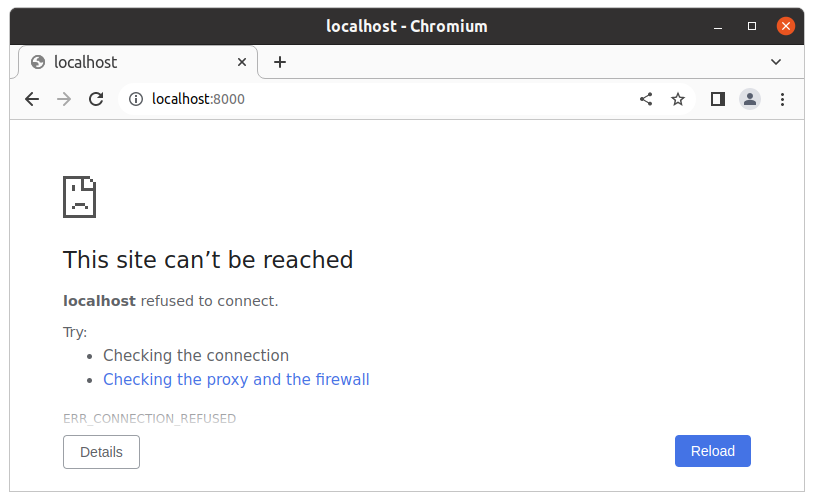 localhost - Chromium
localhost
localhost:8000
This site can’t be reached
localhost refused to connect.
Try:
• Checking the connection
• Checking the proxy and the firewall
ERR_CONNECTION_REFUSED
Details
Reload